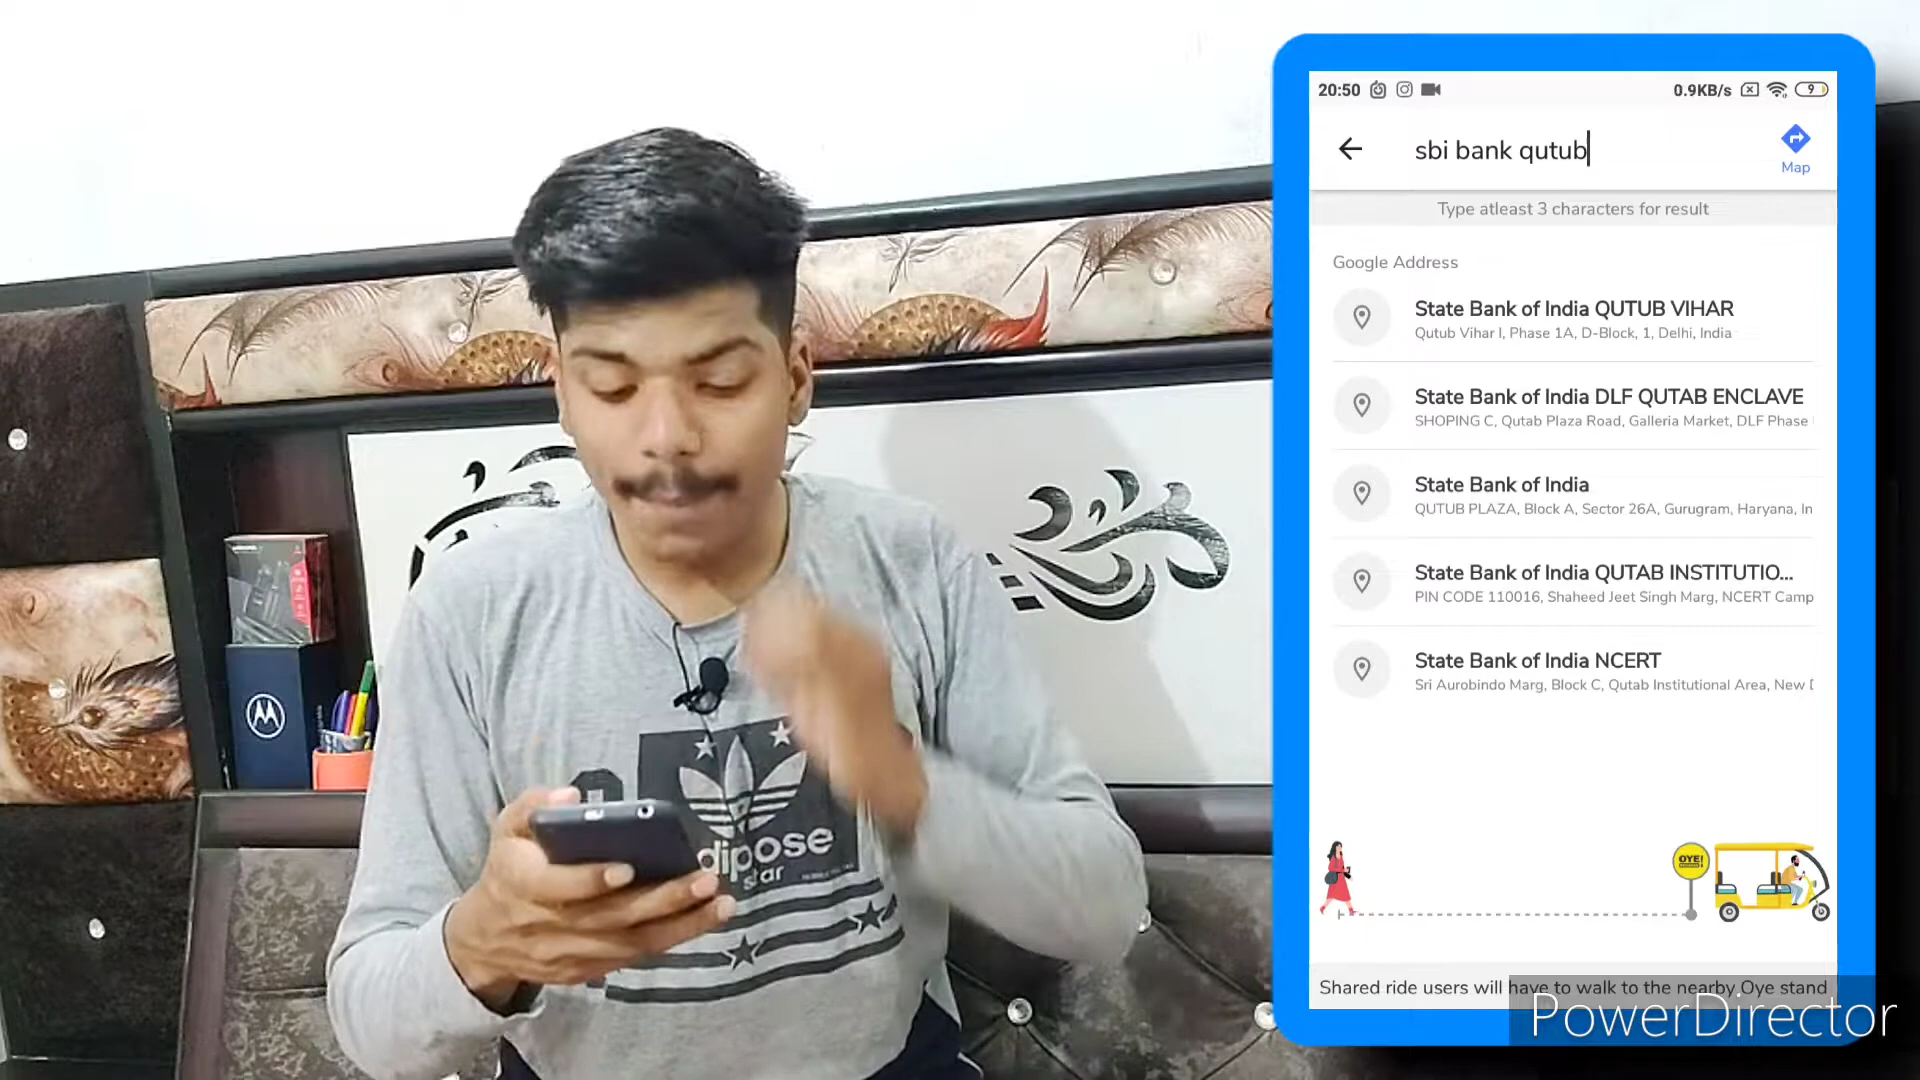 20:50
0.9KB/s
9
sbi bank qutub
Map
Type atleast 3 characters for result
Google Address
State Bank of India QUTUB VIHAR
Qutub Vihar I, Phase 1A, D-Block, 1, Delhi, India
State Bank of India DLF QUTAB ENCLAVE
SHOPING C, Qutab Plaza Road, Galleria Market, DLF Phase
State Bank of India
QUTUB PLAZA, Block A, Sector 26A, Gurugram, Haryana, In
State Bank of India QUTAB INSTITUTIO...
PIN CODE 110016, Shaheed Jeet Singh Marg, NCERT Camp
State Bank of India NCERT
Sri Aurobindo Marg, Block C, Qutab Institutional Area, New D
OYE!
Shared ride users will have to walk to the nearby Oye stand
PowerDirector
dipose
star